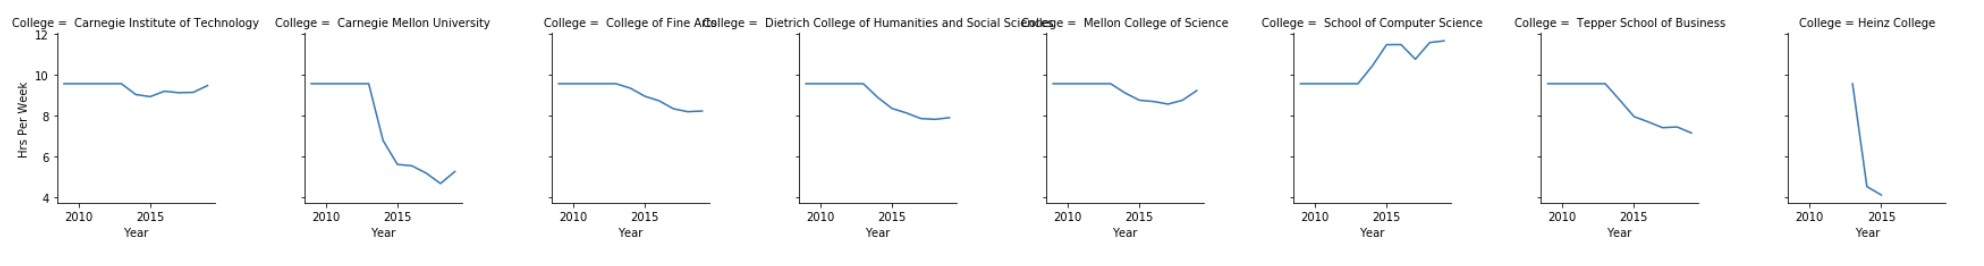 College =  Carnegie Institute of Technology
College =  Carnegie Mellon University
College =  College of Fine Arts
College =  Dietrich College of Humanities and Social Sciences
College =  Mellon College of Science
College =  School of Computer Science
College =  Tepper School of Business
College = Heinz College
Hrs Per Week
12
10
8
6
4
2010 2015
2010 2015
2010 2015
2010 2015
2010 2015
2010 2015
2010 2015
2010 2015
Year
Year
Year
Year
Year
Year
Year
Year